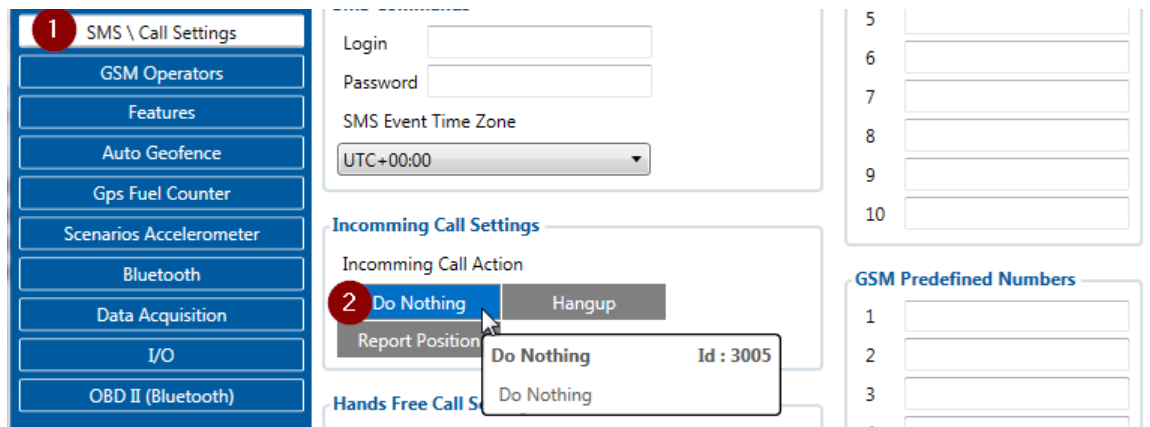 1
SMS \ Call Settings
GSM Operators
Features
Auto Geofence
Gps Fuel Counter
Scenarios Accelerometer
Bluetooth
Data Acquisition
I/O
OBD II (Bluetooth)
Login
Password
SMS Event Time Zone
UTC+00:00
Incomming Call Settings
Incomming Call Action
2 Do Nothing Hangup
Report Position
Do Nothing Id : 3005
Do Nothing
Hands Free Call
5
6
7
8
9
10
GSM Predefined Numbers
1
2
3